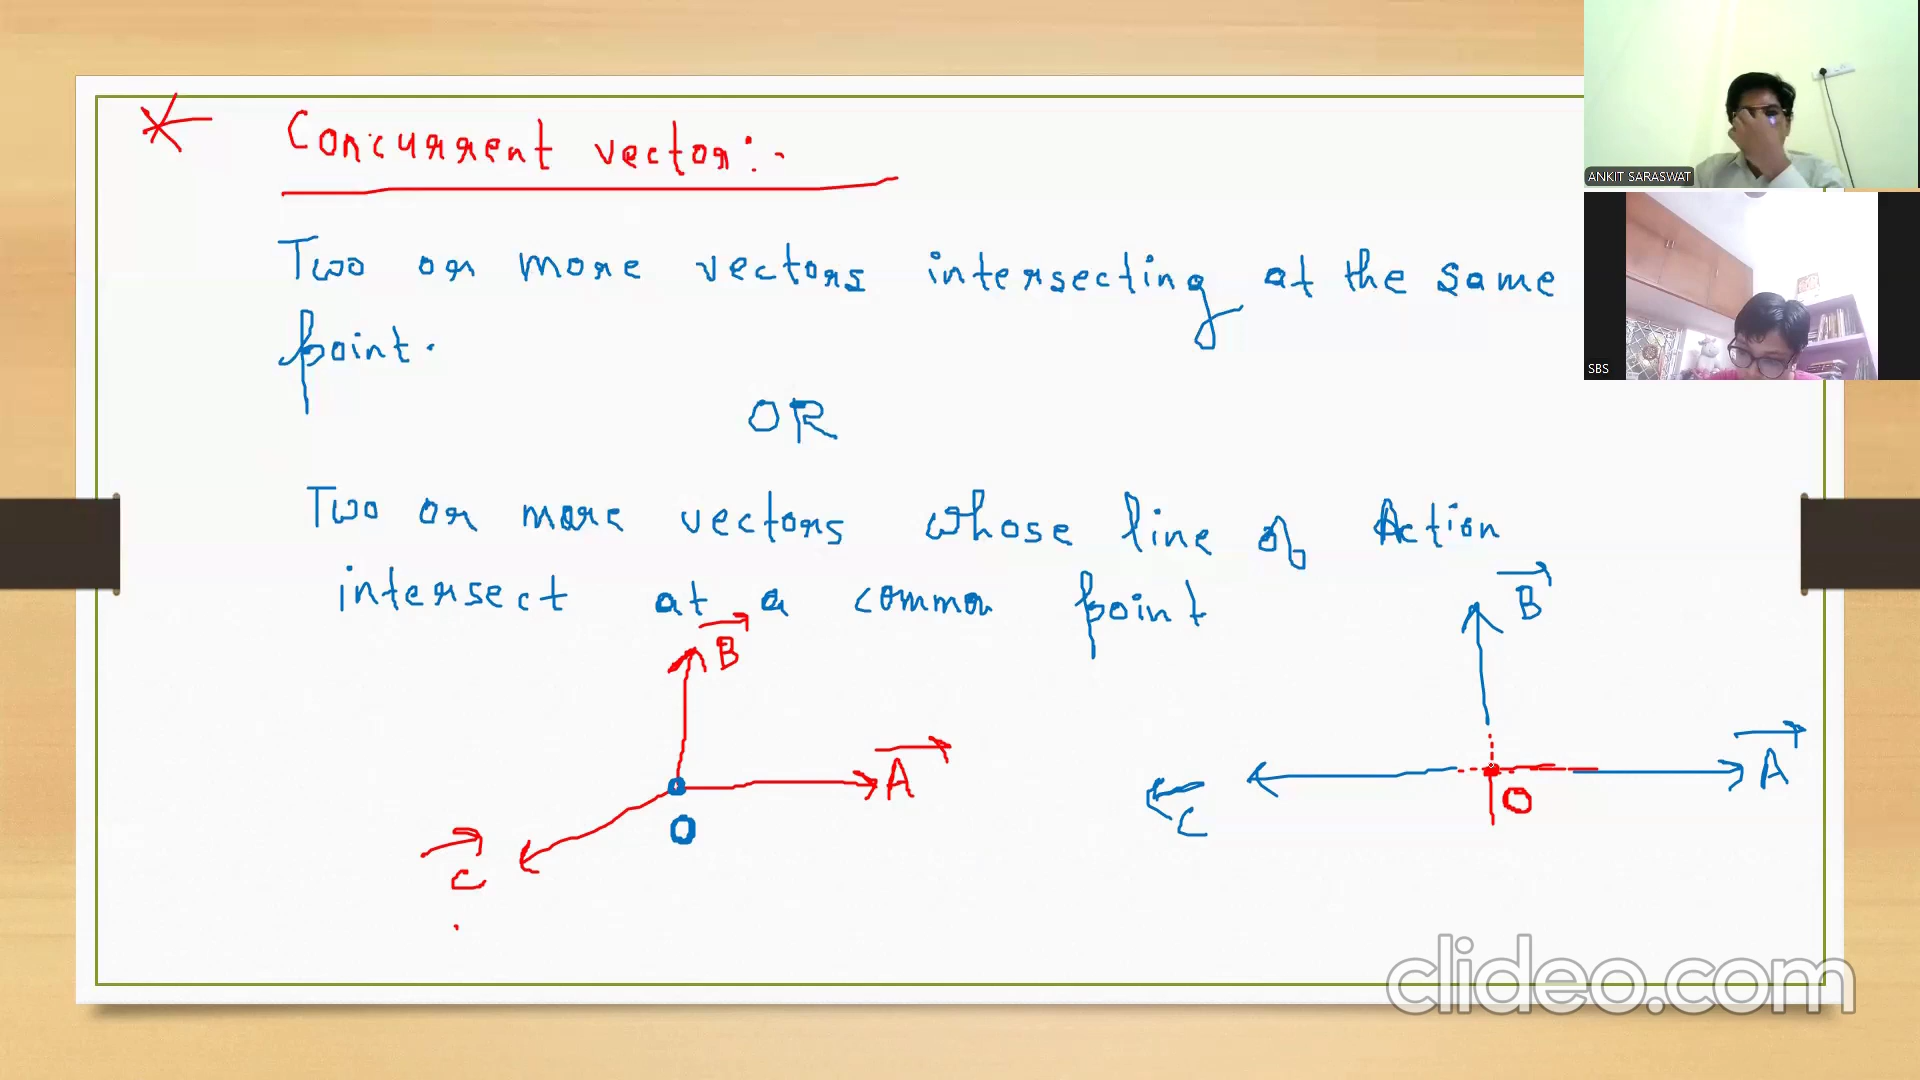 Concurrent vector:-
Two or more vectors intersecting at the same
point.
OR
Two or more vectors whose line of Action
intersect at a common point
B
A
O
C
B
A
O
C
ANKIT SARASWAT
SBS
clideo.com